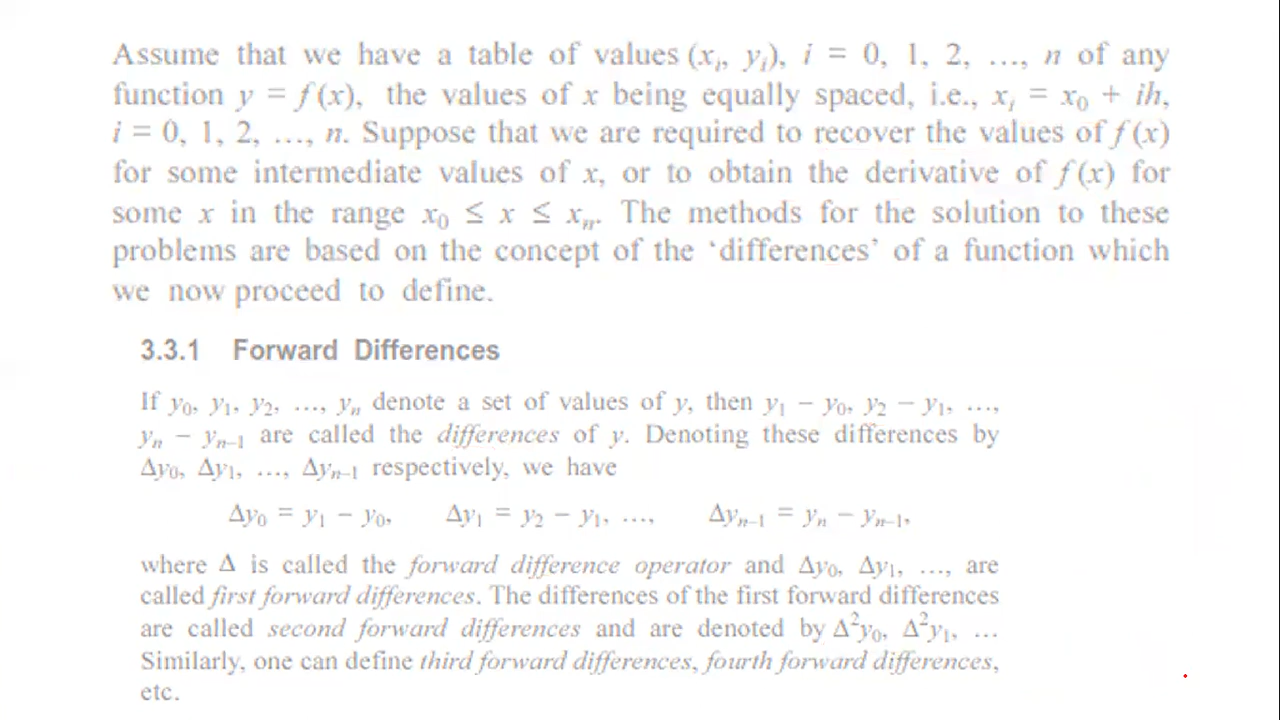 Assume that we have a table of values (xᵢ, yᵢ), i = 0, 1, 2, ..., n of any
function y = f(x), the values of x being equally spaced, i.e., xᵢ = x₀ + ih,
i = 0, 1, 2, ..., n. Suppose that we are required to recover the values of f(x)
for some intermediate values of x, or to obtain the derivative of f(x) for
some x in the range x₀ ≤ x ≤ xₙ. The methods for the solution to these
problems are based on the concept of the ‘differences’ of a function which
we now proceed to define.
3.3.1 Forward Differences
If y₀, y₁, y₂, ..., yₙ denote a set of values of y, then y₁ − y₀, y₂ − y₁, ...,
yₙ − yₙ₋₁ are called the differences of y. Denoting these differences by
Δy₀, Δy₁, ..., Δyₙ₋₁ respectively, we have
Δy₀ = y₁ − y₀, Δy₁ = y₂ − y₁, ..., Δyₙ₋₁ = yₙ − yₙ₋₁,
where Δ is called the forward difference operator and Δy₀, Δy₁, ..., are
called first forward differences. The differences of the first forward differences
are called second forward differences and are denoted by Δ²y₀, Δ²y₁, ...
Similarly, one can define third forward differences, fourth forward differences,
etc.